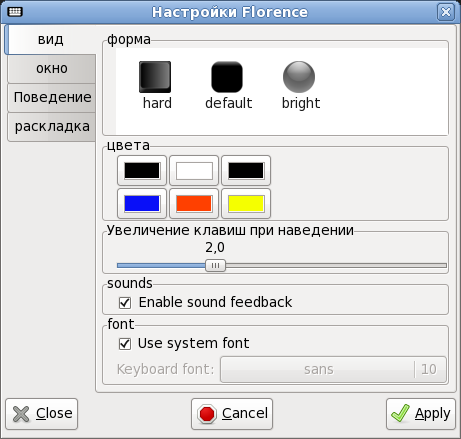 Настройки Florence
вид
окно
Поведение
раскладка
форма
hard default bright
цвета
Увеличение клавиш при наведении
2,0
sounds
Enable sound feedback
font
Use system font
Keyboard font: sans 10
Close Cancel Apply